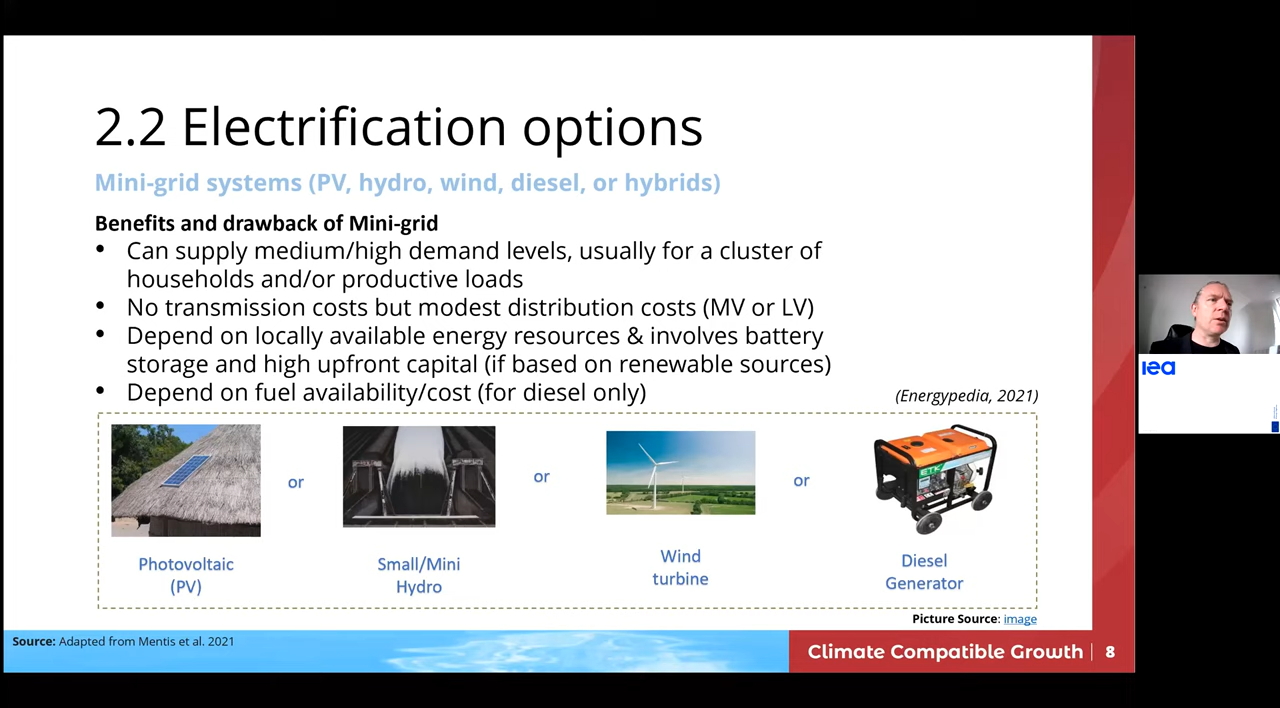 2.2 Electrification options
Mini-grid systems (PV, hydro, wind, diesel, or hybrids)
Benefits and drawback of Mini-grid
• Can supply medium/high demand levels, usually for a cluster of
households and/or productive loads
• No transmission costs but modest distribution costs (MV or LV)
• Depend on locally available energy resources & involves battery
storage and high upfront capital (if based on renewable sources)
• Depend on fuel availability/cost (for diesel only)
(Energypedia, 2021)
or
or
or
Photovoltaic
(PV)
Small/Mini
Hydro
Wind
turbine
Diesel
Generator
Picture Source: image
Source: Adapted from Mentis et al. 2021
Climate Compatible Growth | 8
iea